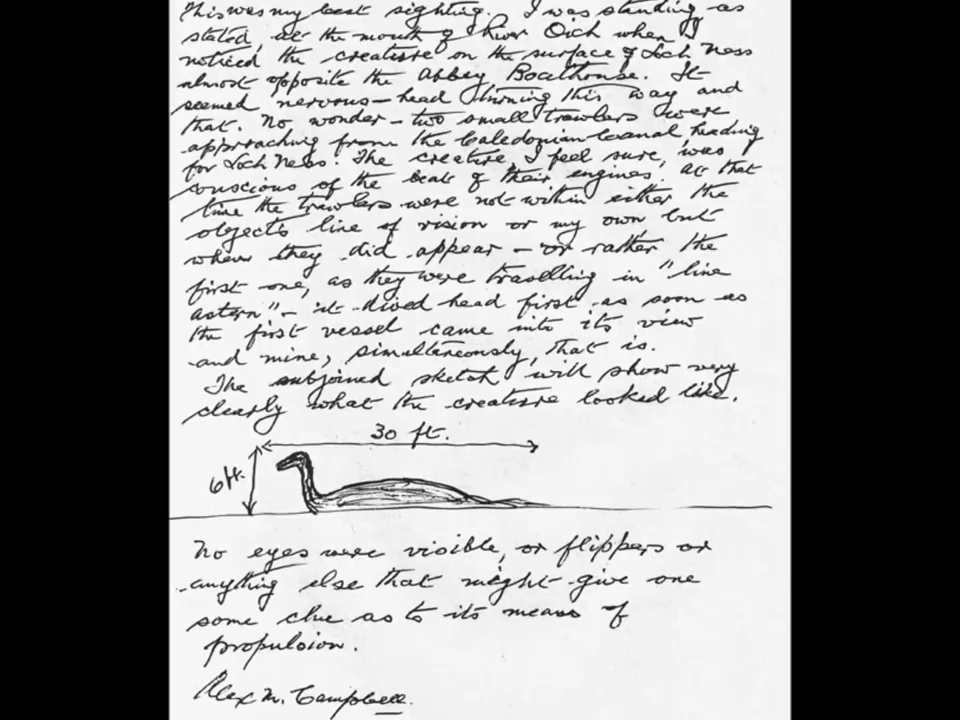 This was my best sighting. I was standing as
stated, at the mouth of River Oich when I
noticed the creature on the surface of Loch Ness
almost opposite the Abbey Boathouse. It
seemed nervous – head turning this way and
that. No wonder – two small trawlers were
approaching from the Caledonian Canal heading
for Loch Ness. The creature, I feel sure, was
conscious of the beat of their engines. At that
time the trawlers were not within either the
objects line of vision or my own but
when they did appear – or rather the
first one, as they were travelling in "line
astern" – it dived head first as soon as
the first vessel came into its view
and mine, simultaneously, that is.
The subjoined sketch will show very
clearly what the creature looked like.
30 ft.
6 ft.
No eyes were visible, or flippers or
anything else that might give one
some clue as to its means of
propulsion.
Alex M. Campbell.